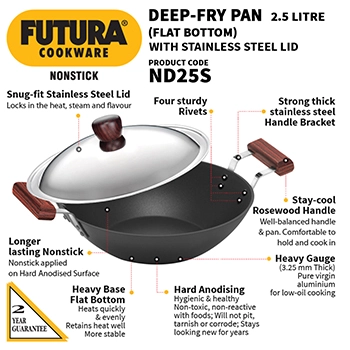 FUTURA®
COOKWARE
NONSTICK
DEEP-FRY PAN 2.5 LITRE
(FLAT BOTTOM)
WITH STAINLESS STEEL LID
PRODUCT CODE
ND25S
Snug-fit Stainless Steel Lid
Locks in the heat, steam and flavour
Four sturdy
Rivets
Strong thick
stainless steel
Handle Bracket
Stay-cool
Rosewood Handle
Well-balanced handle
& pan. Comfortable to
hold and cook in
Longer
lasting Nonstick
Nonstick applied
on Hard Anodised Surface
Heavy Gauge
(3.25 mm Thick)
Pure virgin
aluminium
for low-oil cooking
Heavy Base
Flat Bottom
Heats quickly
& evenly
Retains heat well
More stable
Hard Anodising
Hygienic & healthy
Non-toxic, non-reactive
with foods; Will not pit,
tarnish or corrode; Stays
looking new for years
2
YEAR
GUARANTEE